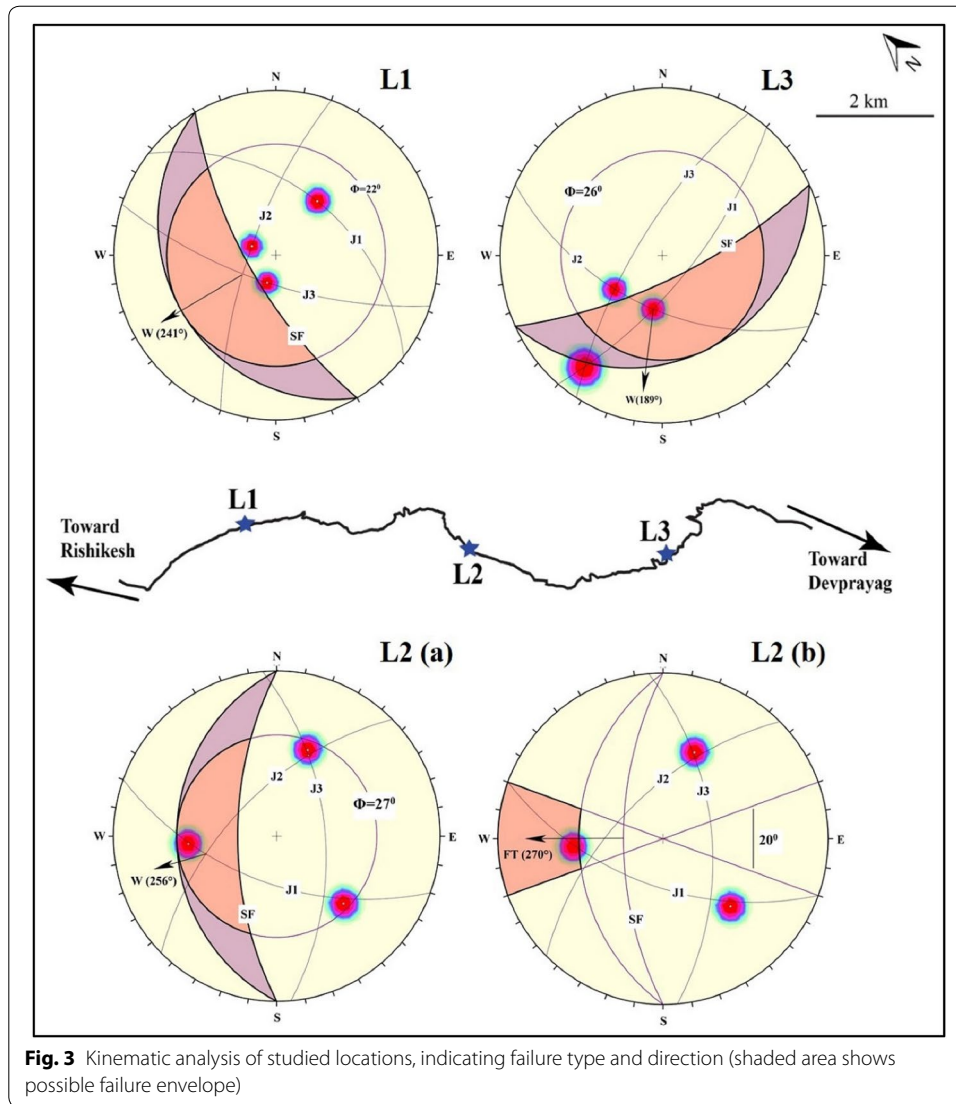 L1
N
W
E
S
Φ=22⁰
J2
J1
J3
SF
W (241°)
L3
N
W
E
S
Φ=26⁰
J3
J1
SF
J2
W(189°)
N
2 km
Toward
Rishikesh
L1
L2
L3
Toward
Devprayag
L2 (a)
N
W
E
S
J2
J3
Φ=27⁰
W (256°)
J1
SF
L2 (b)
N
W
E
S
J2
J3
FT (270°)
20⁰
J1
SF
Fig. 3 Kinematic analysis of studied locations, indicating failure type and direction (shaded area shows
possible failure envelope)